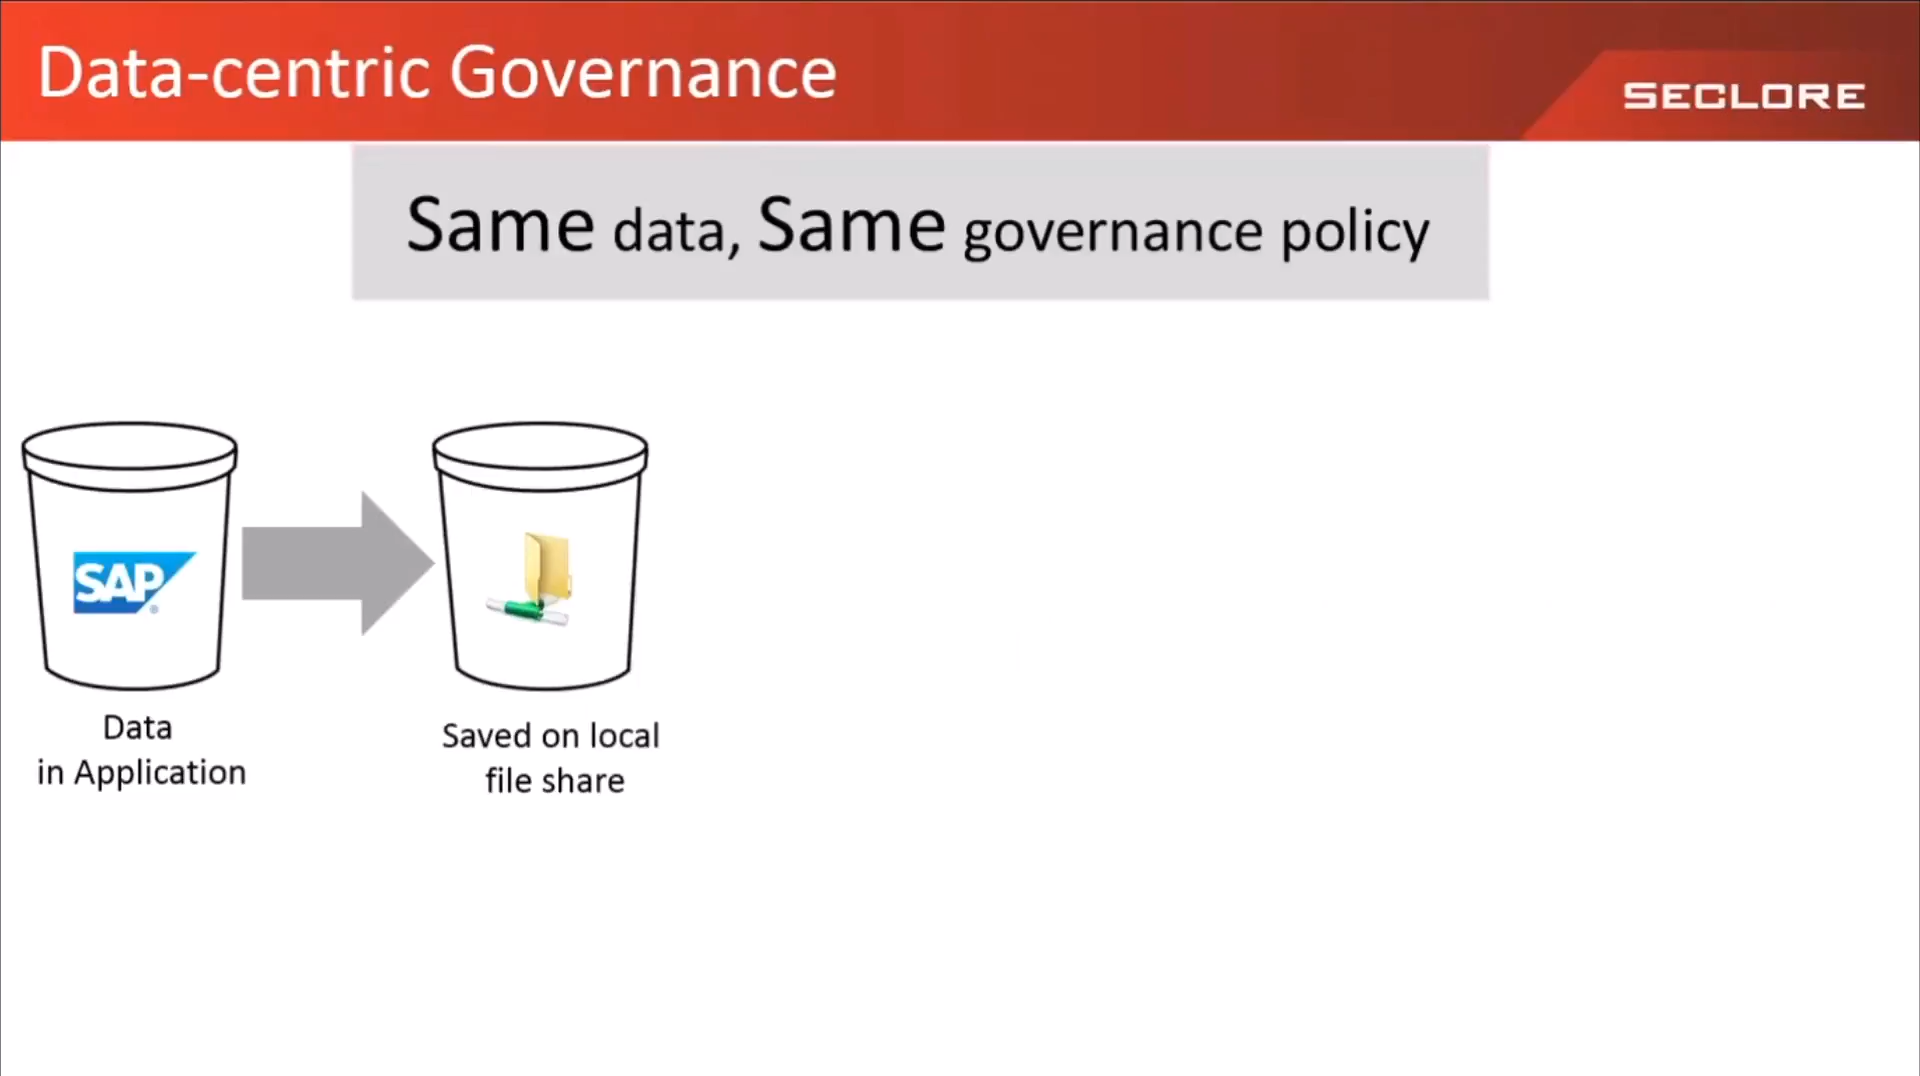 Data-centric Governance
SECLORE
Same data, Same governance policy
SAP
Data
in Application
Saved on local
file share